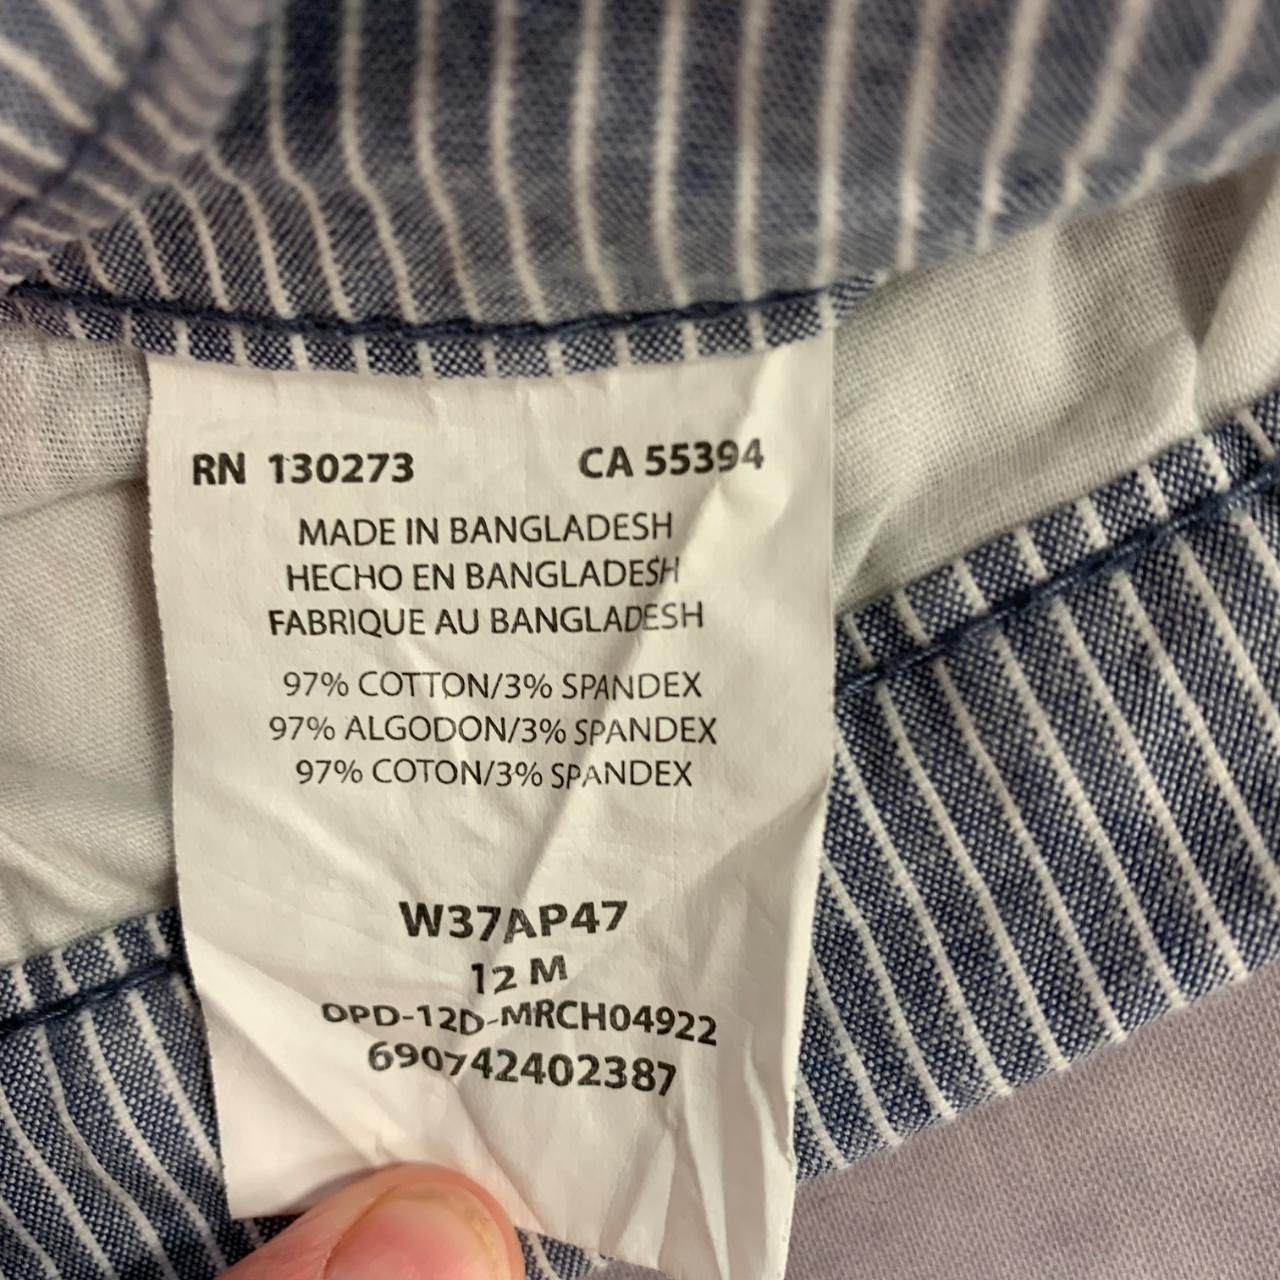 RN 130273 CA 55394
MADE IN BANGLADESH
HECHO EN BANGLADESH
FABRIQUE AU BANGLADESH
97% COTTON/3% SPANDEX
97% ALGODON/3% SPANDEX
97% COTON/3% SPANDEX
W37AP47
12 M
OPD-12D-MRCH04922
690742402387